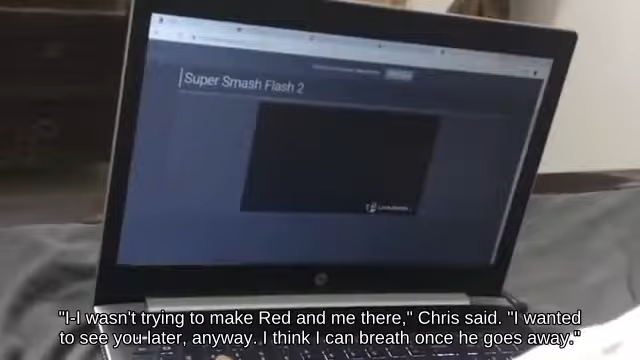 Super Smash Flash 2
"I-I wasn't trying to make Red and me there," Chris said. "I wanted
to see you later, anyway. I think I can breath once he goes away."